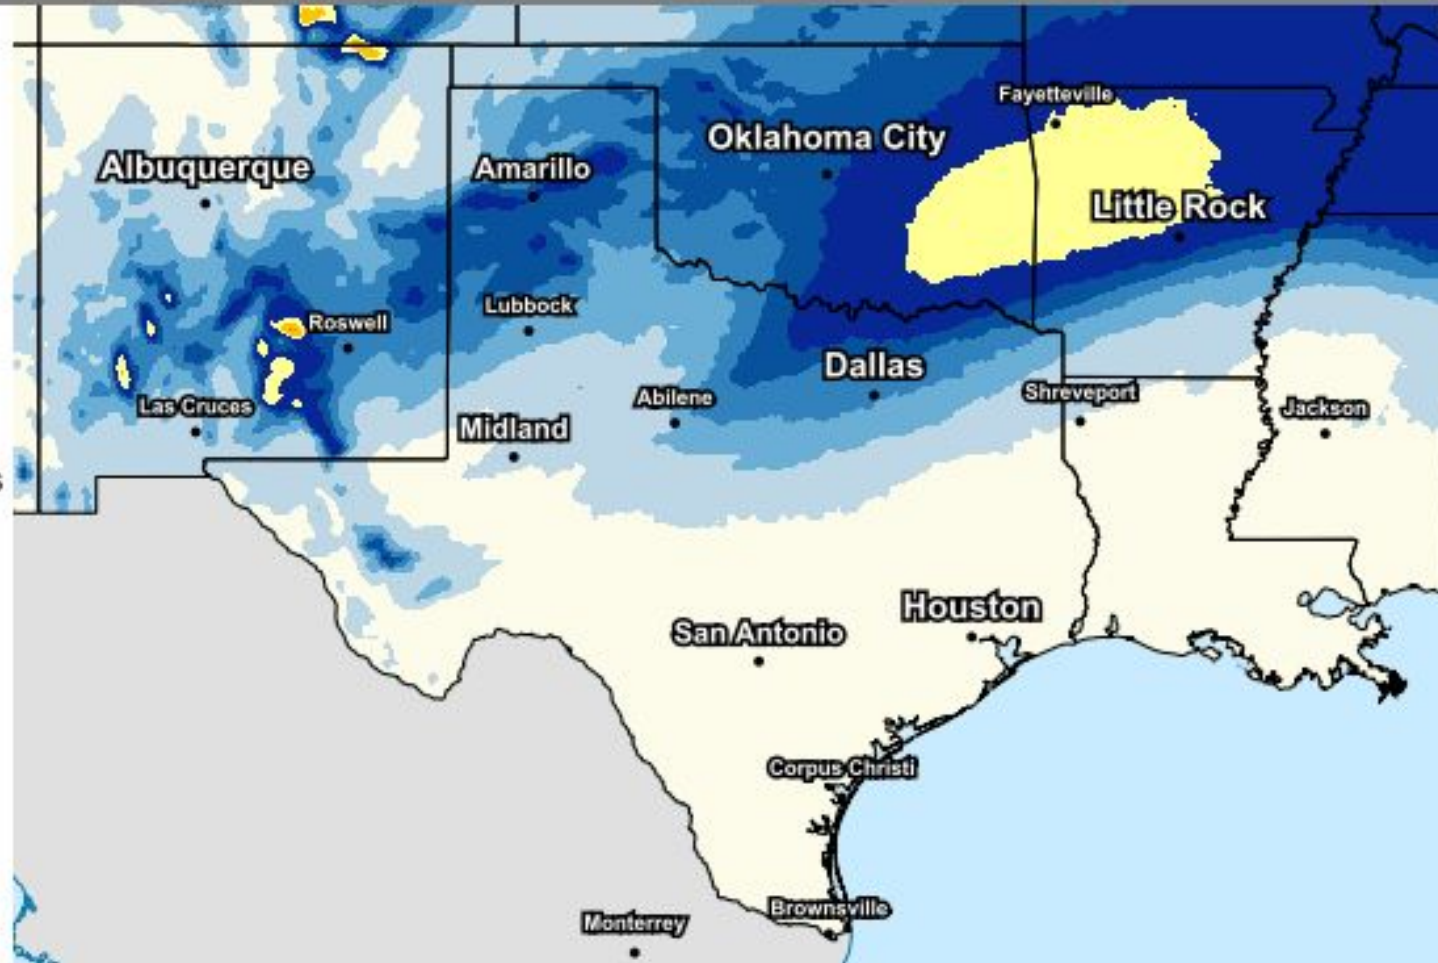 Fayetteville
Oklahoma City
Albuquerque
Amarillo
Little Rock
Lubbock
Roswell
Dallas
Shreveport
Abilene
Las Cruces
Jackson
Midland
Houston
San Antonio
Corpus Christi
Brownsville
Monterrey